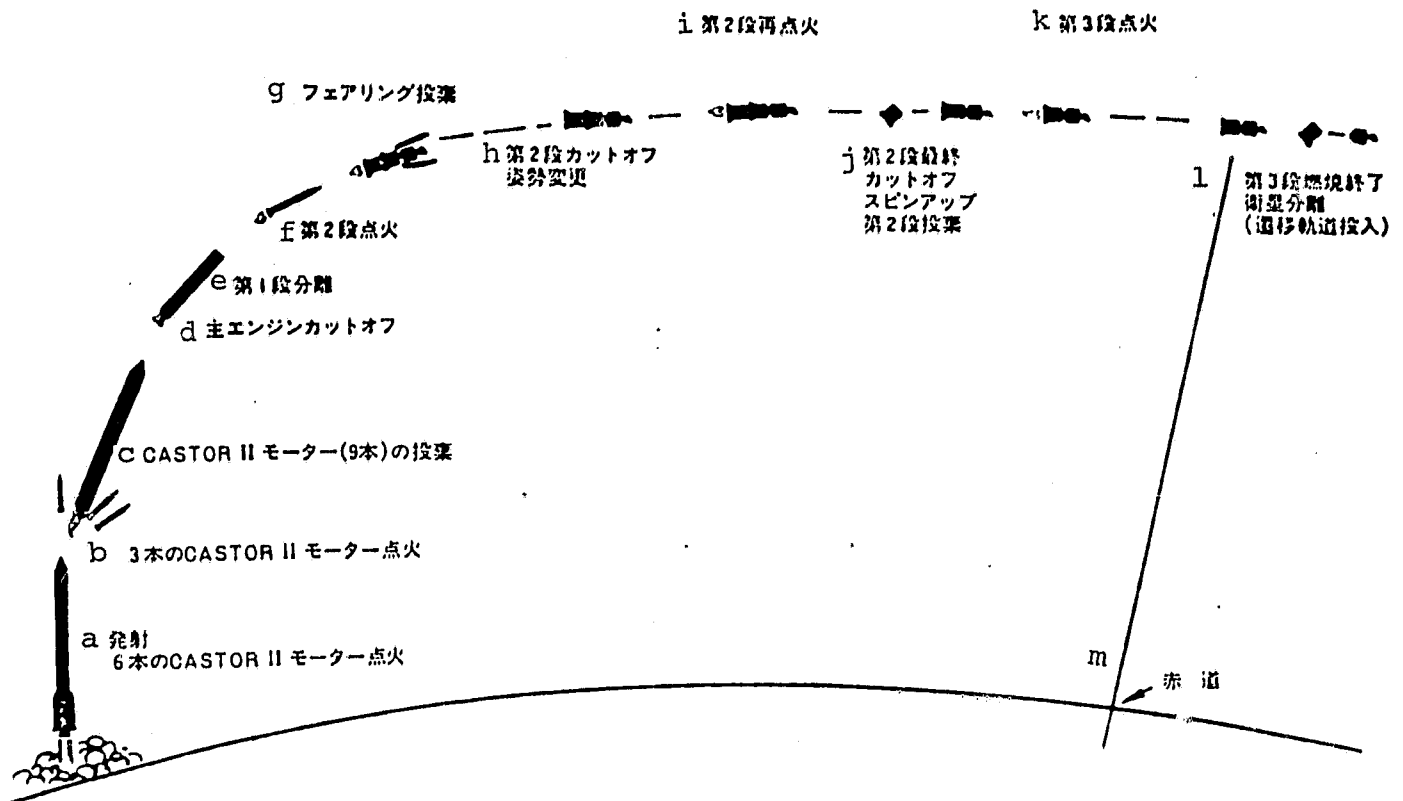 a 発射
6本のCASTOR II モーター点火
b 3本のCASTOR II モーター点火
c CASTOR II モーター(9本)の投棄
d 主エンジンカットオフ
e 第1段分離
f 第2段点火
g フェアリング投棄
h 第2段カットオフ
姿勢変更
i 第2段再点火
j 第2段最終
カットオフ
スピンアップ
第2段投棄
k 第3段点火
l 第3段燃焼終了
衛星分離
(遷移軌道投入)
m 赤道